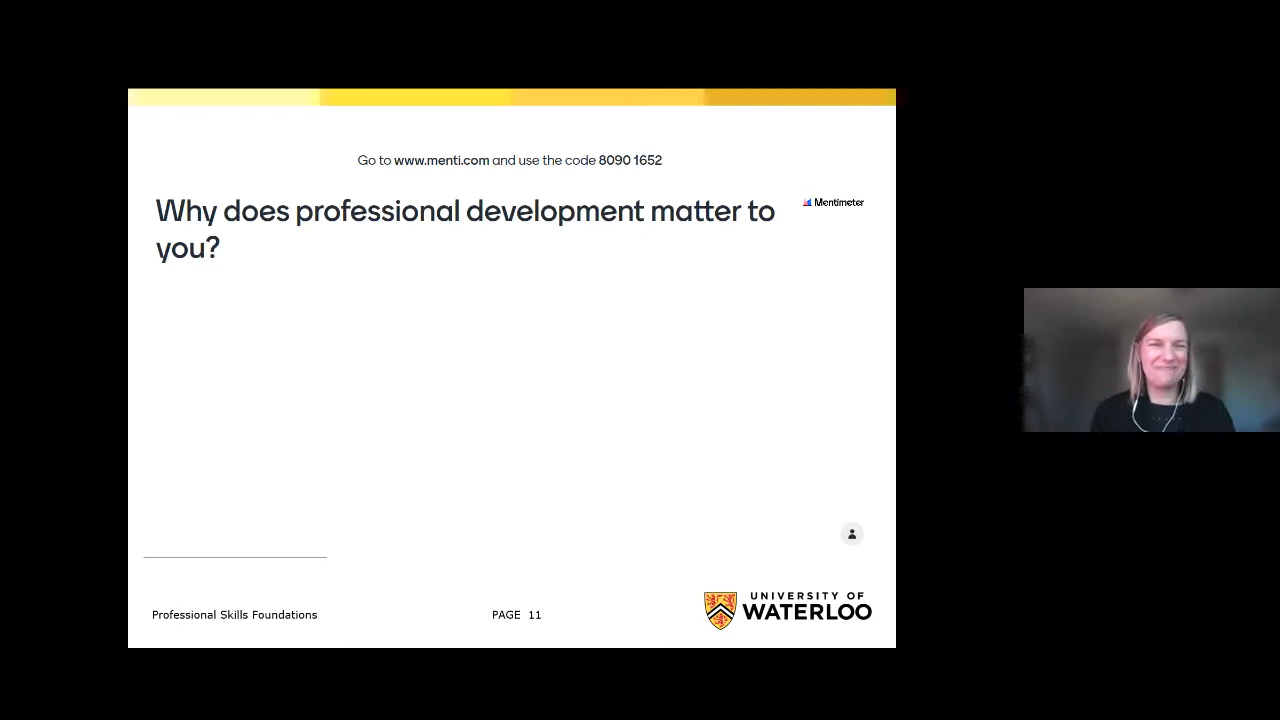 Go to www.menti.com and use the code 8090 1652
Why does professional development matter to
you?
Mentimeter
Professional Skills Foundations
PAGE 11
UNIVERSITY OF
WATERLOO